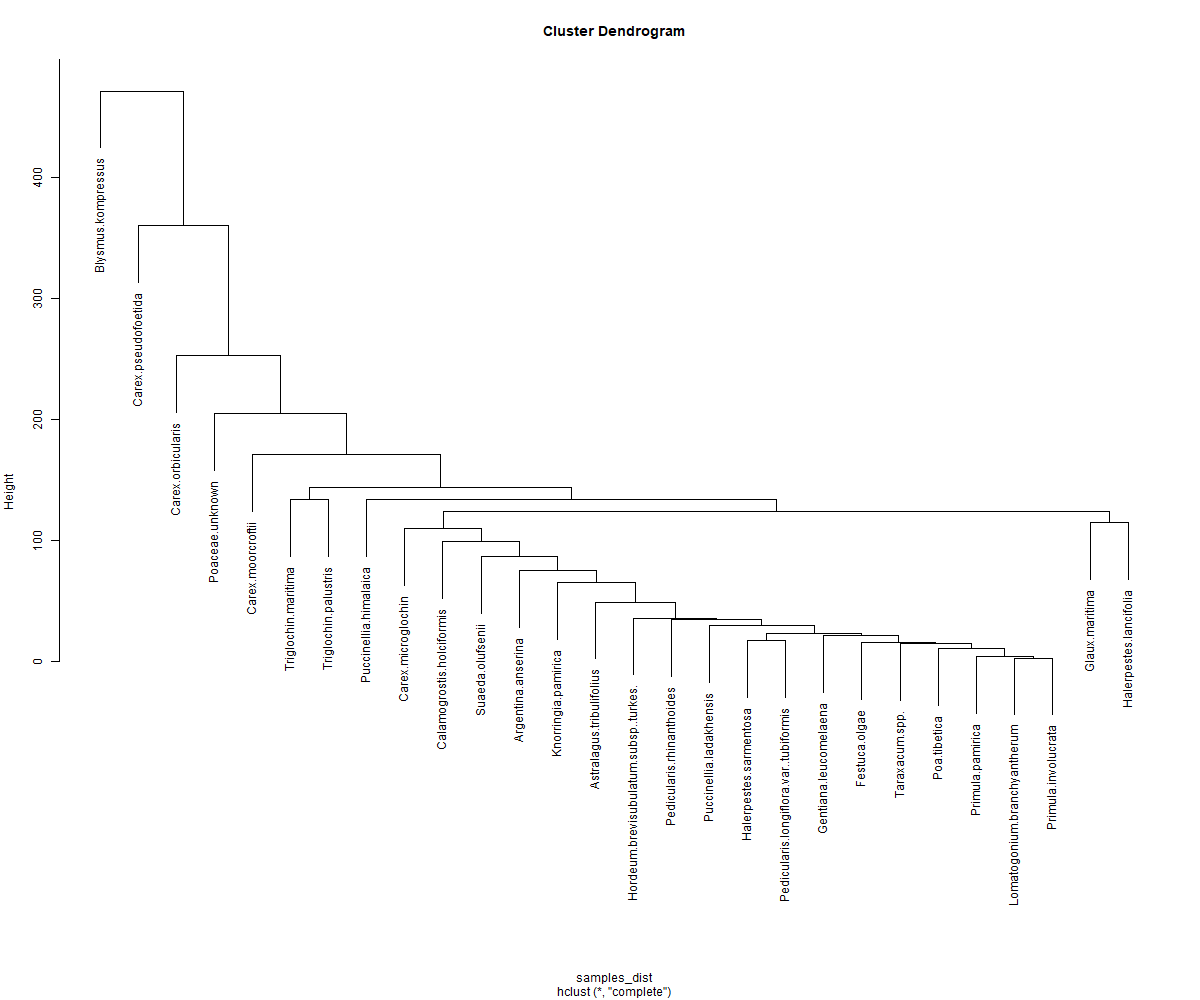 Cluster Dendrogram
Height
0
100
200
300
400
Blysmus.kompressus
Carex.pseudofoetida
Carex.orbicularis
Poaceae.unknown
Carex.moorcroftii
Triglochin.maritima
Triglochin.palustris
Puccinellia.himalaica
Carex.microglochin
Calamogrostis.holciformis
Suaeda.olufsenii
Argentina.anserina
Knorringia.pamirica
Astralagus.tribulifolius
Hordeum.brevisubulatum.subsp..turkes.
Pedicularis.rhinanthoides
Puccinellia.ladakhensis
Halerpestes.sarmentosa
Pedicularis.longiflora.var..tubiformis
Gentiana.leucomelaena
Festuca.olgae
Taraxacum.spp.
Poa.tibetica
Primula.pamirica
Lomatogonium.branchyantherum
Primula.involucrata
Glaux.maritima
Halerpestes.lancifolia
samples_dist
hclust (*, "complete")